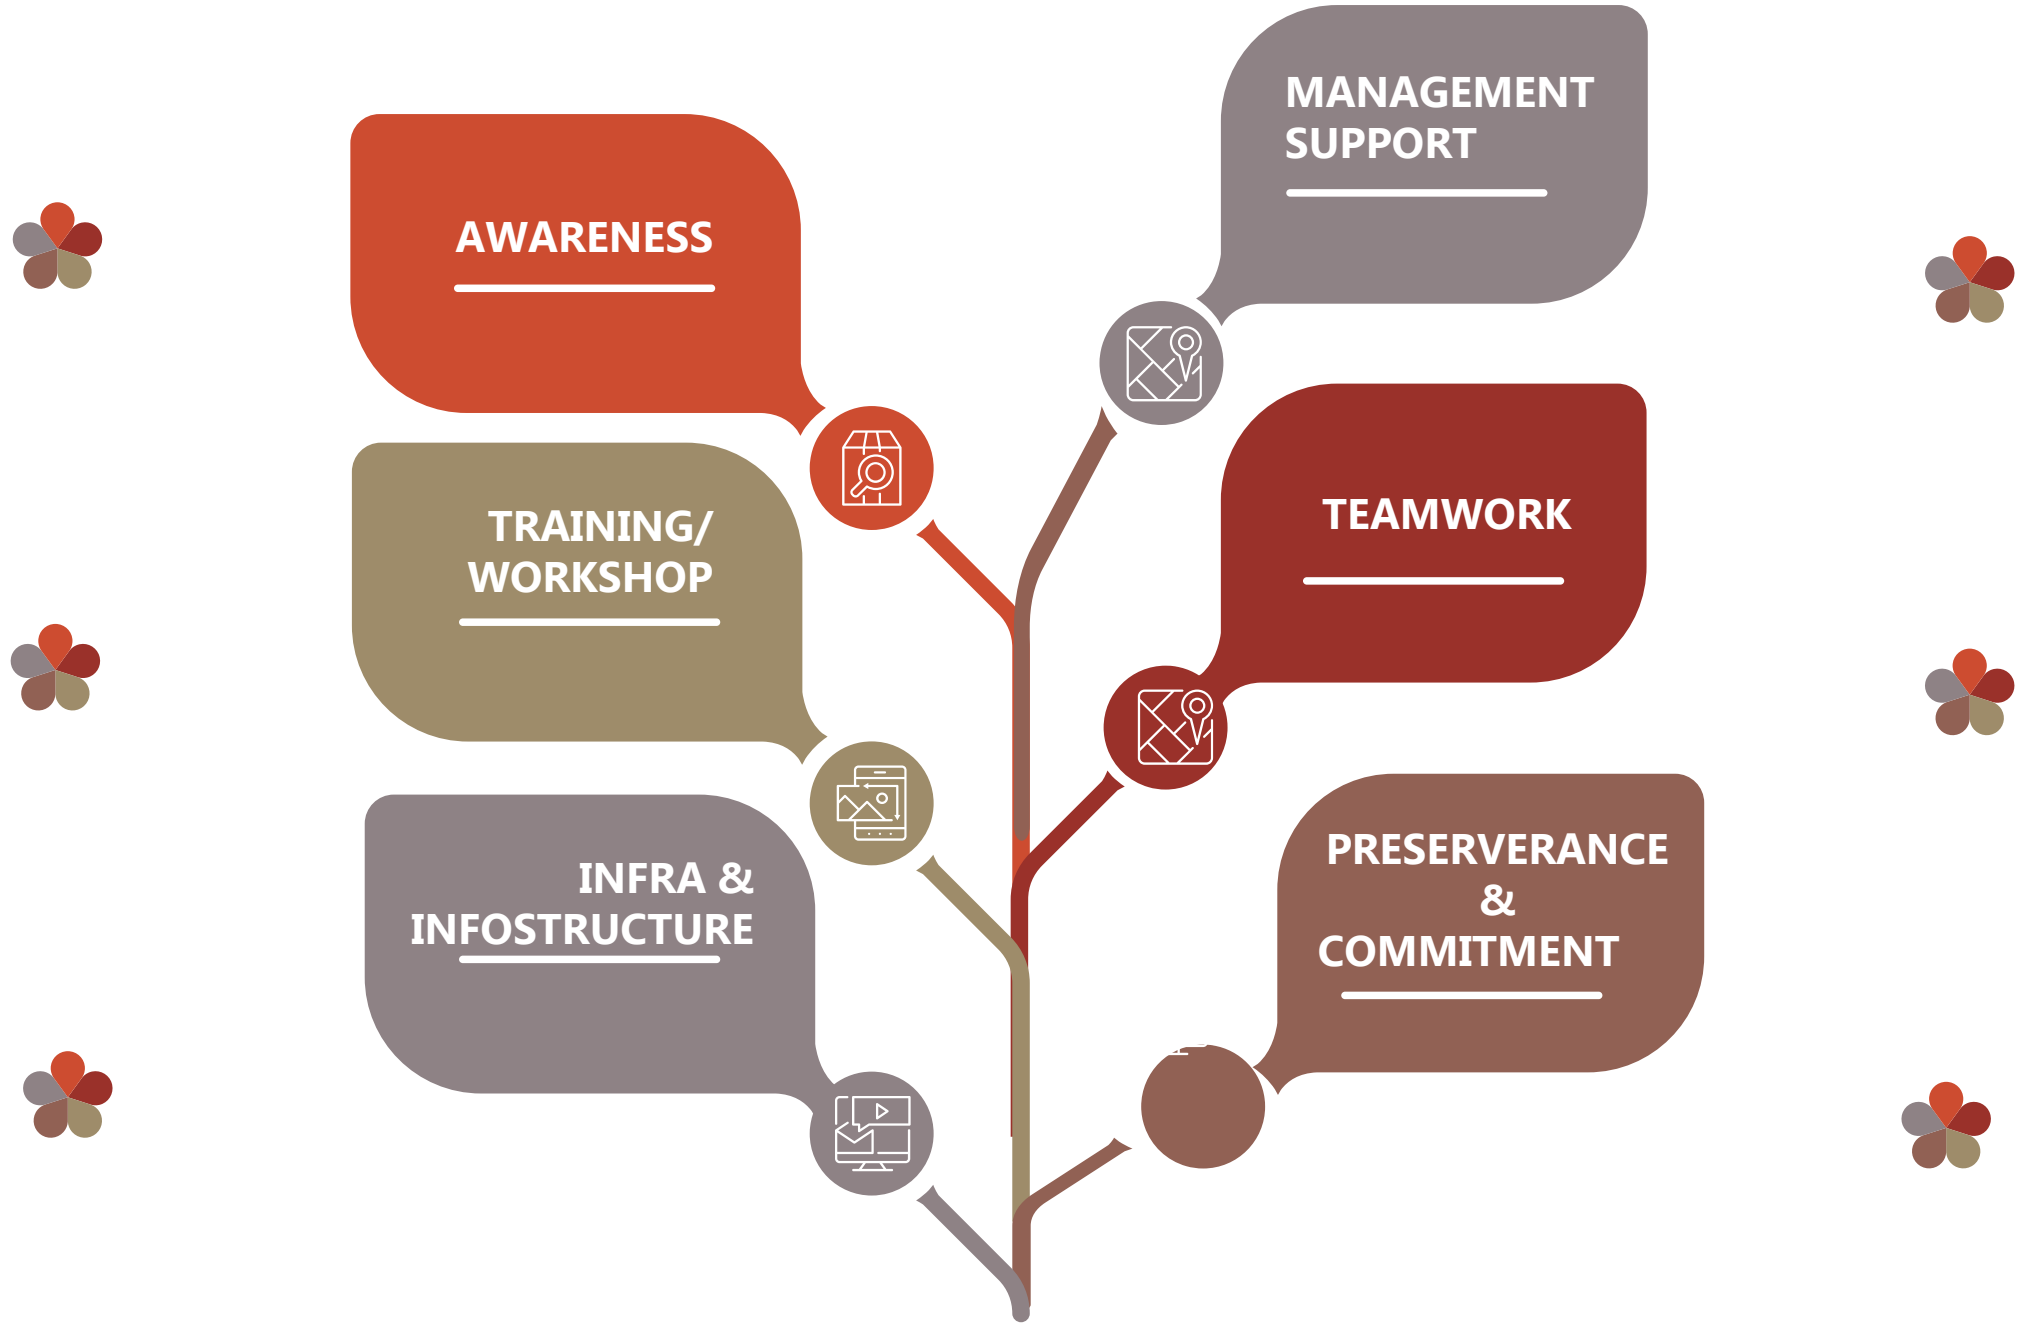 MANAGEMENT
SUPPORT
AWARENESS
TEAMWORK
TRAINING/
WORKSHOP
PRESERVERANCE
&
COMMITMENT
INFRA &
INFOSTRUCTURE